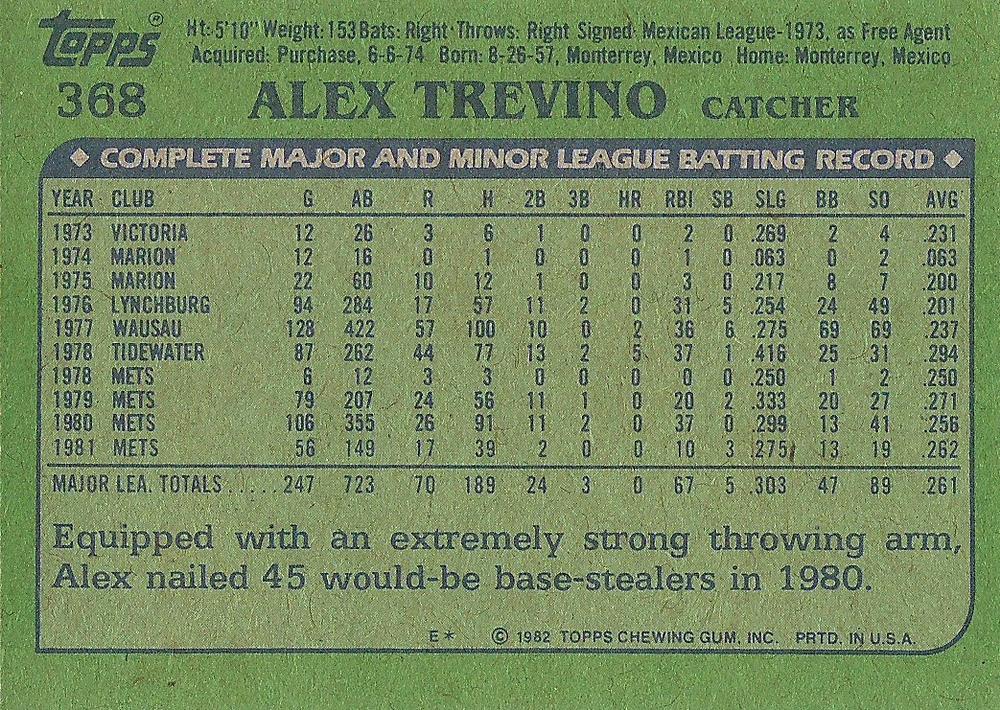 topps®
Ht: 5'10" Weight: 153 Bats: Right Throws: Right Signed: Mexican League-1973, as Free Agent
Acquired: Purchase, 6-6-74 Born: 8-26-57, Monterrey, Mexico Home: Monterrey, Mexico
368 ALEX TREVINO CATCHER
◆ COMPLETE MAJOR AND MINOR LEAGUE BATTING RECORD ◆
YEAR CLUB G AB R H 2B 3B HR RBI SB SLG BB SO AVG
1973 VICTORIA 12 26 3 6 1 0 0 2 0 .269 2 4 .231
1974 MARION 12 16 0 1 0 0 0 1 0 .063 0 2 .063
1975 MARION 22 60 10 12 1 0 0 3 0 .217 8 7 .200
1976 LYNCHBURG 94 284 17 57 11 2 0 31 5 .254 24 49 .201
1977 WAUSAU 128 422 57 100 10 0 2 36 6 .275 69 69 .237
1978 TIDEWATER 87 262 44 77 13 2 5 37 1 .416 25 31 .294
1978 METS 6 12 3 3 0 0 0 0 0 .250 1 2 .250
1979 METS 79 207 24 56 11 1 0 20 2 .333 20 27 .271
1980 METS 106 355 26 91 11 2 0 37 0 .299 13 41 .256
1981 METS 56 149 17 39 2 0 0 10 3 .275 13 19 .262
MAJOR LEA. TOTALS.....247 723 70 189 24 3 0 67 5 .303 47 89 .261
Equipped with an extremely strong throwing arm,
Alex nailed 45 would-be base-stealers in 1980.
E* © 1982 TOPPS CHEWING GUM, INC. PRTD. IN U.S.A.